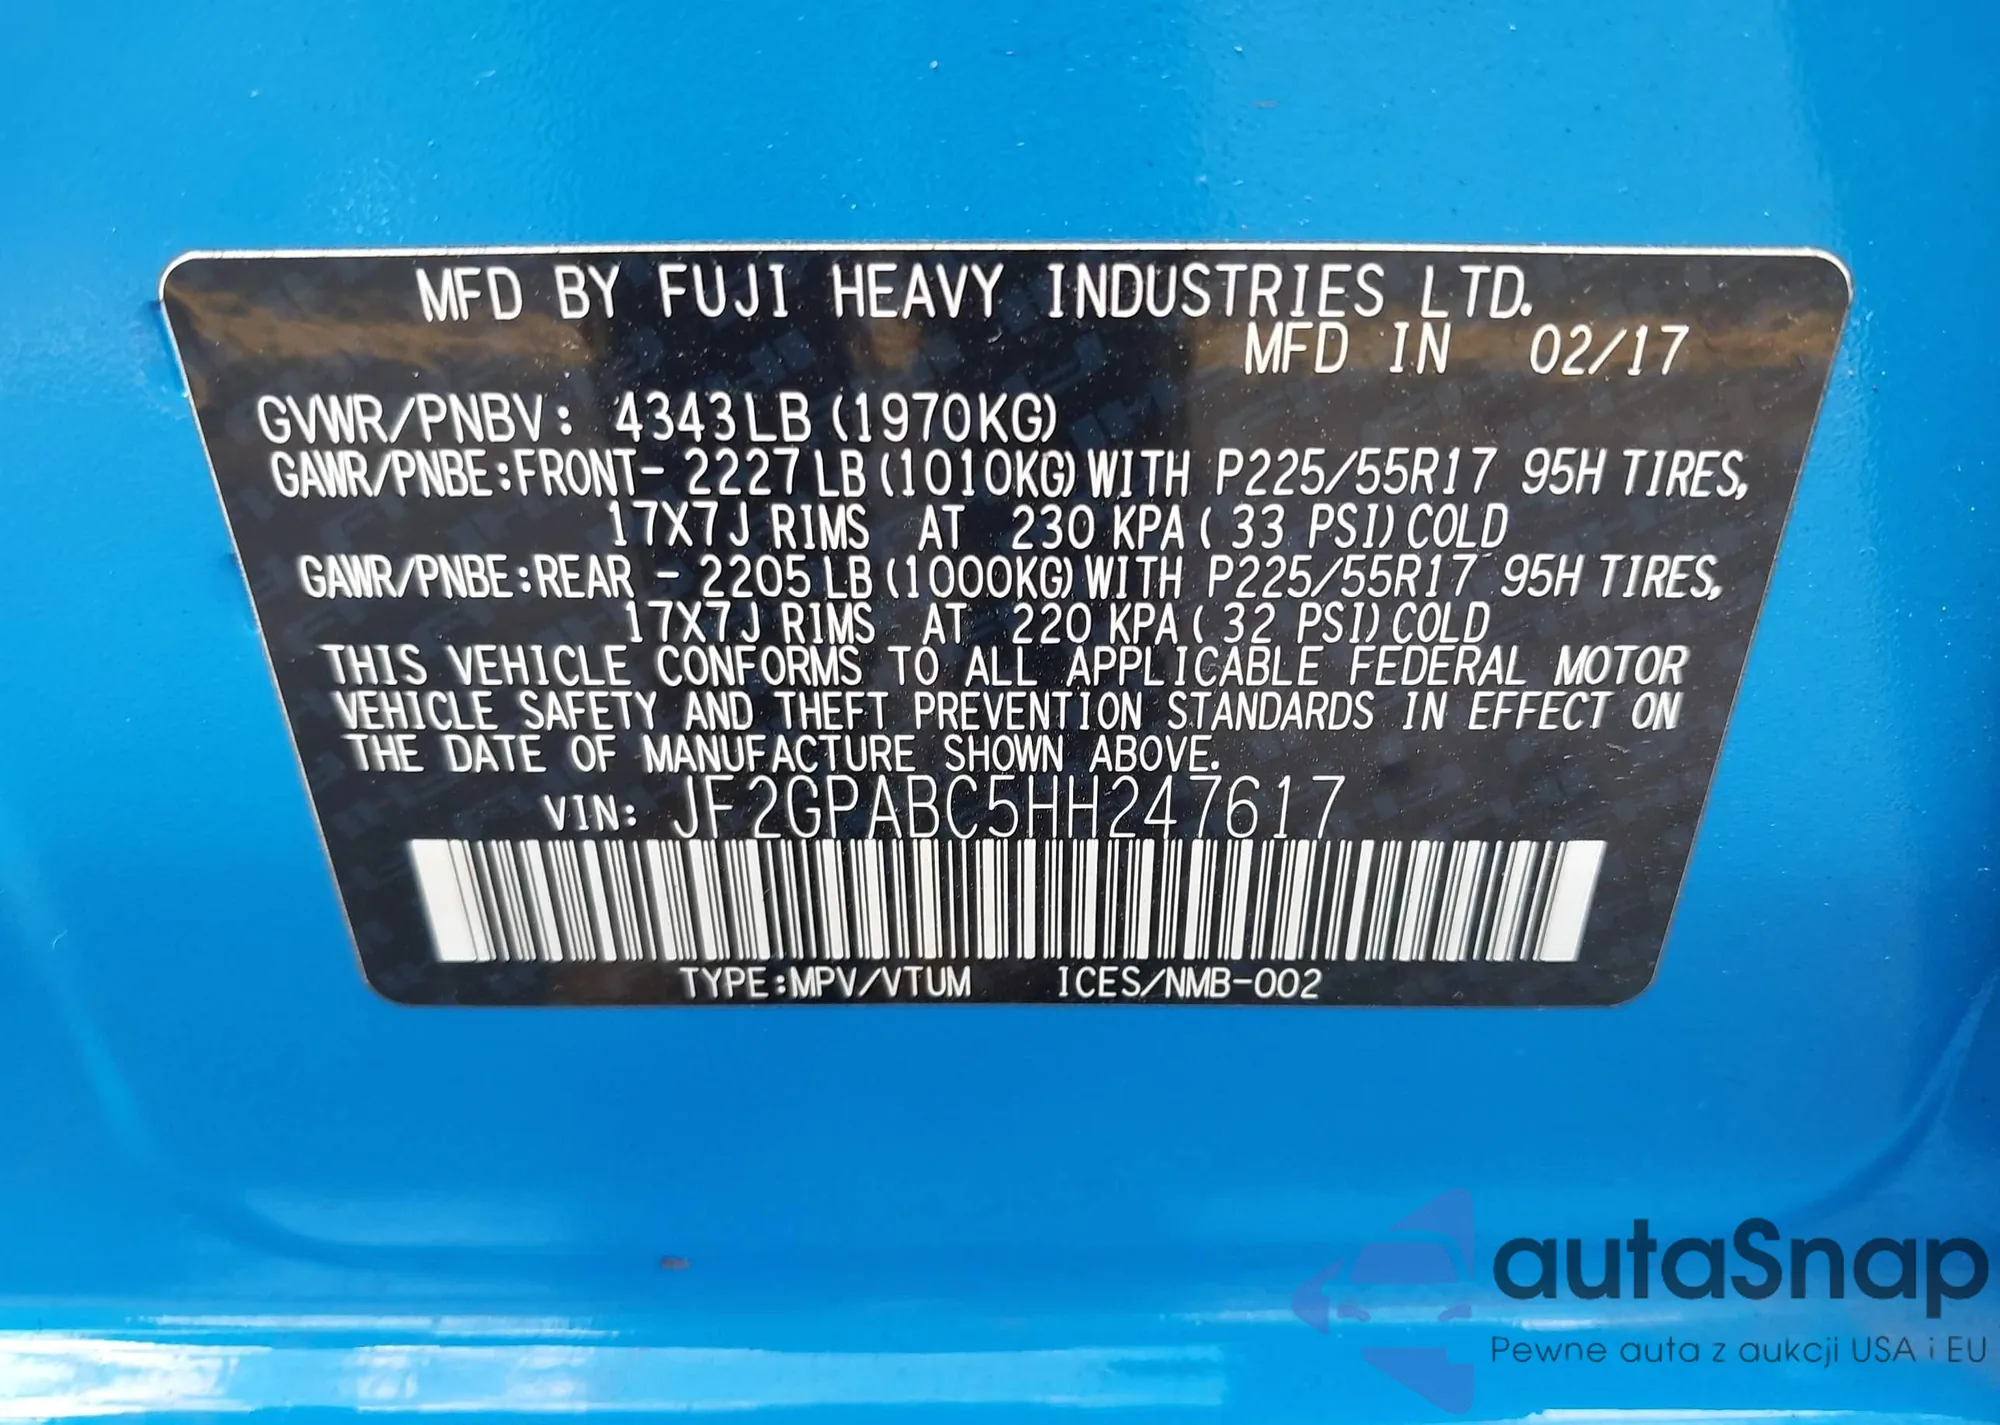 MFD BY FUJI HEAVY INDUSTRIES LTD.
MFD IN 02/17
GVWR/PNBV: 4343LB (1970KG)
GAWR/PNBE:FRONT- 2227 LB (1010KG) WITH P225/55R17 95H TIRES,
17X7J RIMS AT 230 KPA ( 33 PSI) COLD
GAWR/PNBE:REAR - 2205 LB (1000KG) WITH P225/55R17 95H TIRES,
17X7J RIMS AT 220 KPA ( 32 PSI) COLD
THIS VEHICLE CONFORMS TO ALL APPLICABLE FEDERAL MOTOR
VEHICLE SAFETY AND THEFT PREVENTION STANDARDS IN EFFECT ON
THE DATE OF MANUFACTURE SHOWN ABOVE.
VIN: JF2GPABC5HH247617
TYPE:MPV/VTUM ICES/NMB-002
autaSnap
Pewne auta z aukcji USA i EU